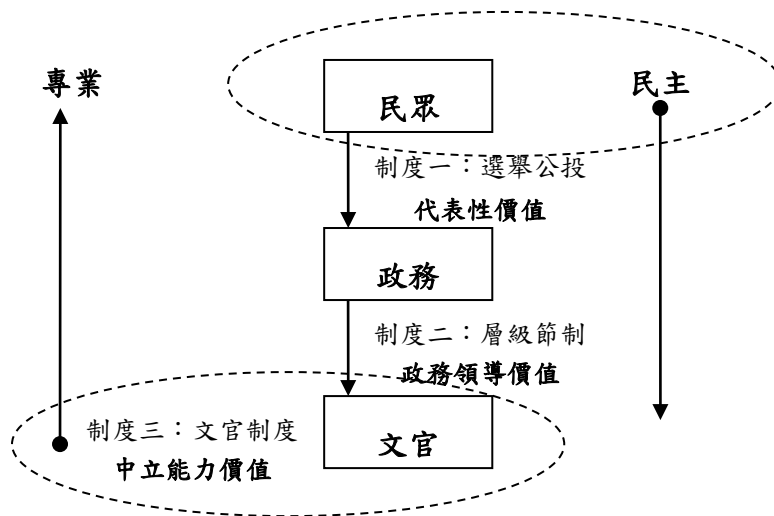 專業
民眾
民主
制度一：選舉公投
代表性價值
政務
制度二：層級節制
政務領導價值
制度三：文官制度
中立能力價值
文官